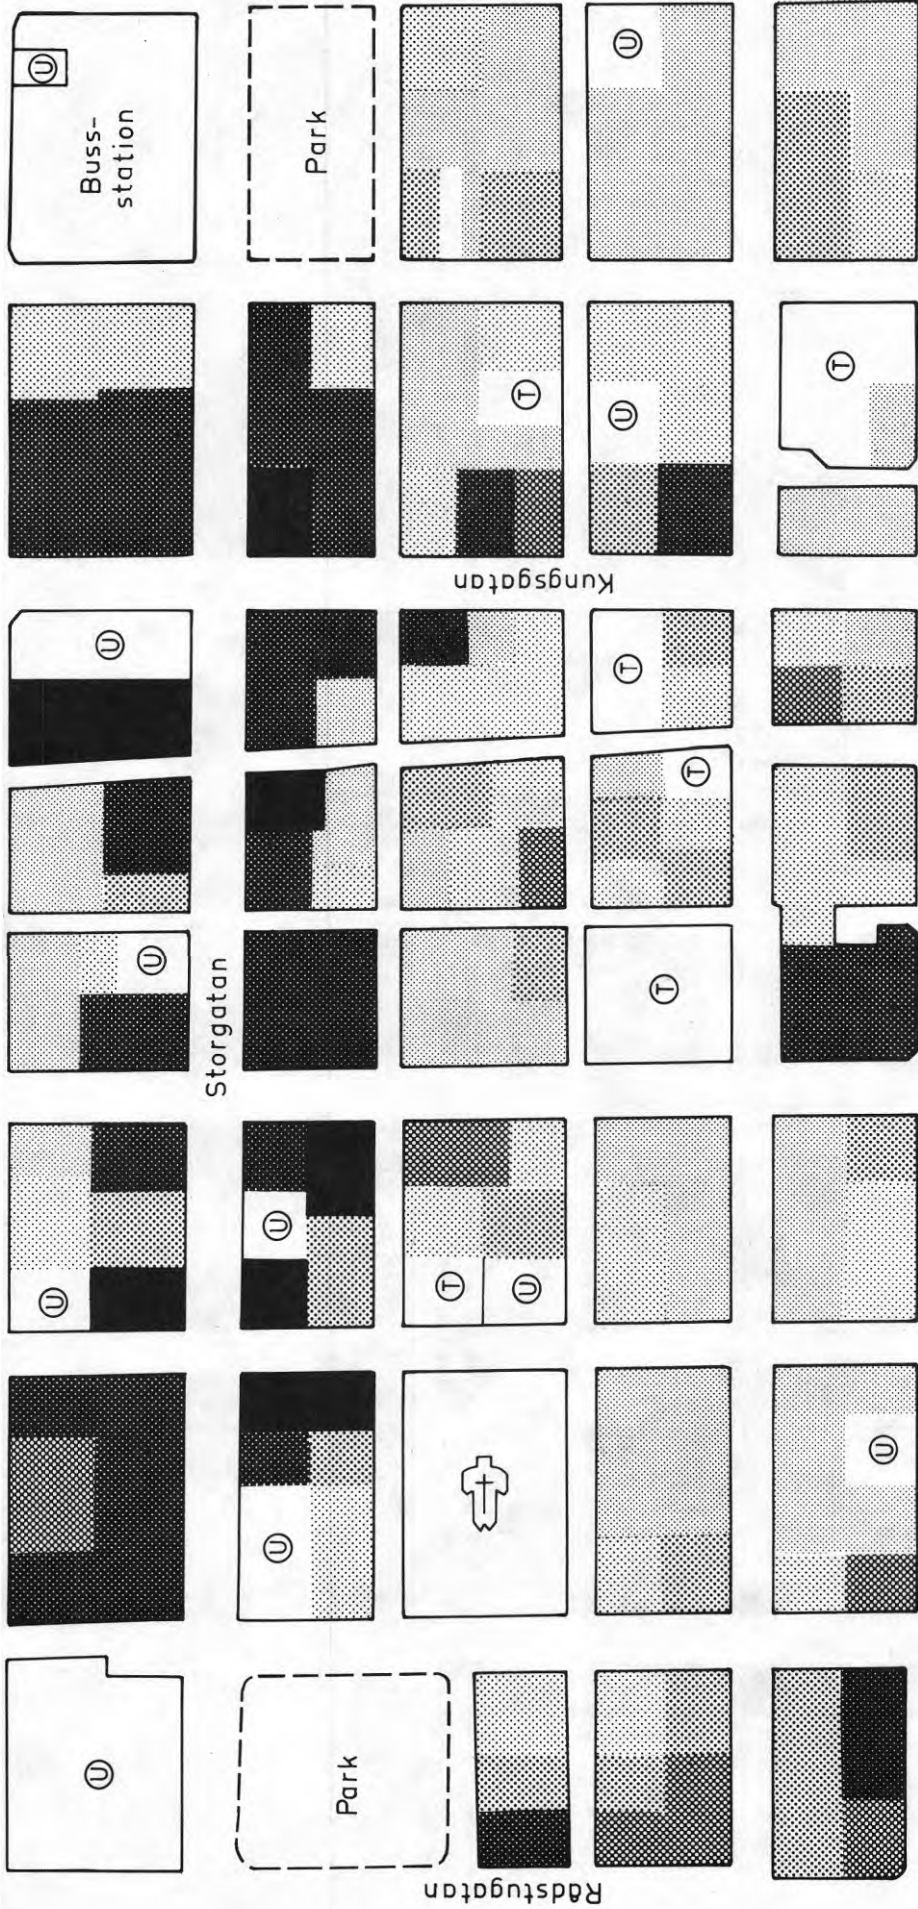 U
Buss-
station
Park
U
T
U
T
Kungsgatan
U
T
T
U
Storgatan
T
U
U
T
U
U
U
U
Park
Rådstugatan